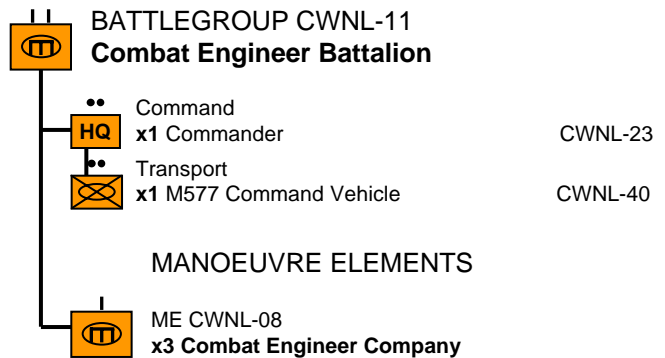 BATTLEGROUP CWNL-11
Combat Engineer Battalion
Command
HQ x1 Commander CWNL-23
Transport
x1 M577 Command Vehicle CWNL-40
MANOEUVRE ELEMENTS
ME CWNL-08
x3 Combat Engineer Company